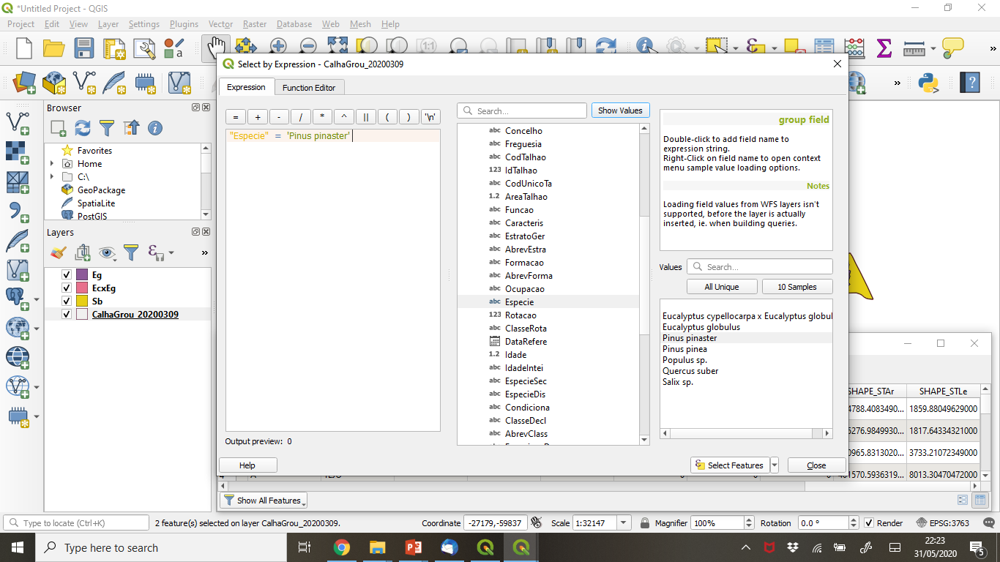 *Untitled Project - QGIS
Project Edit View Layer Settings Plugins Vector Raster Database Web Mesh Help
1:1
»
Select by Expression - CalhaGrou_20200309
Expression Function Editor
= + - / * ^ || ( ) '\n'
"Especie" = 'Pinus pinaster'
Output preview: 0
Search... Show Values
abc Concelho
abc Freguesia
abc CodTalhao
123 IdTalhao
abc CodUnicoTa
1.2 AreaTalhao
abc Funcao
abc Caracteris
abc EstratoGer
abc AbrevEstra
abc Formacao
abc AbrevForma
abc Ocupacao
abc Especie
123 Rotacao
abc ClasseRota
DataRefere
1.2 Idade
abc IdadeIntei
abc EspecieSec
abc EspecieDis
abc Condiciona
abc ClasseDecl
abc AbrevClass
group field
Double-click to add field name to
expression string.
Right-Click on field name to open context
menu sample value loading options.
Notes
Loading field values from WFS layers isn't
supported, before the layer is actually
inserted, ie. when building queries.
Values Search...
All Unique 10 Samples
Eucalyptus cypellocarpa x Eucalyptus globul
Eucalyptus globulus
Pinus pinaster
Pinus pinea
Populus sp.
Quercus suber
Salix sp.
Help Select Features Close
Browser
Favorites
Home
C:\
GeoPackage
SpatiaLite
PostGIS
Layers
»
Eg
EcxEg
Sb
CalhaGrou_20200309
SHAPE_STAr SHAPE_STLe
4788.4083490... 1859.88049629000
5276.9849930... 1817.64334321000
0965.8313020... 3733.21072349000
401570.5936319... 8013.30470472000
Show All Features
Type to locate (Ctrl+K) 2 feature(s) selected on layer CalhaGrou_20200309. Coordinate -27179,-59837 Scale 1:32147 Magnifier 100% Rotation 0.0 ° Render EPSG:3763
Type here to search
22:23
31/05/2020
5